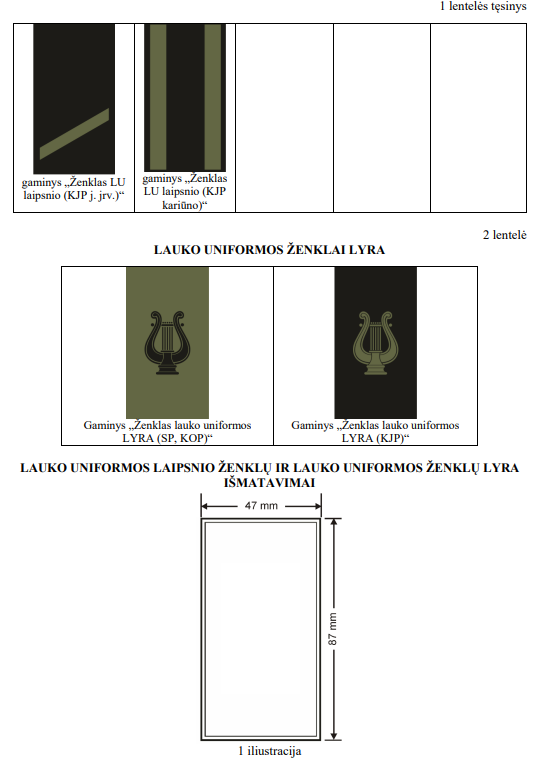 1 lentelės tęsinys
gaminys „Ženklas LU
laipsnio (KJP j. jrv.)“
gaminys „Ženklas
LU laipsnio (KJP
kariūno)“
2 lentelė
LAUKO UNIFORMOS ŽENKLAI LYRA
Gaminys „Ženklas lauko uniformos
LYRA (SP, KOP)“
Gaminys „Ženklas lauko uniformos
LYRA (KJP)“
LAUKO UNIFORMOS LAIPSNIO ŽENKLŲ IR LAUKO UNIFORMOS ŽENKLŲ LYRA
IŠMATAVIMAI
47 mm
87 mm
1 iliustracija